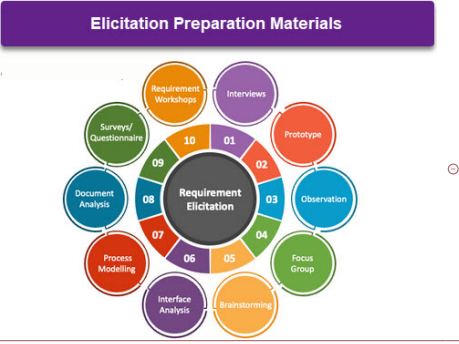 Elicitation Preparation Materials
Requirement
Workshops
Interviews
Surveys/
Questionnaire
Prototype
10
01
09
02
Document
Analysis
08
Requirement
Elicitation
03
Observation
07
04
Process
Modelling
06
05
Focus
Group
Interface
Analysis
Brainstorming